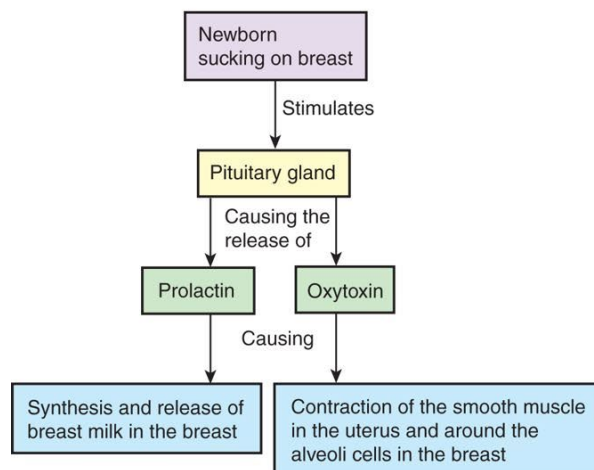 Newborn
sucking on breast
Stimulates
Pituitary gland
Causing the
release of
Prolactin
Oxytoxin
Causing
Synthesis and release of
breast milk in the breast
Contraction of the smooth muscle
in the uterus and around the
alveoli cells in the breast